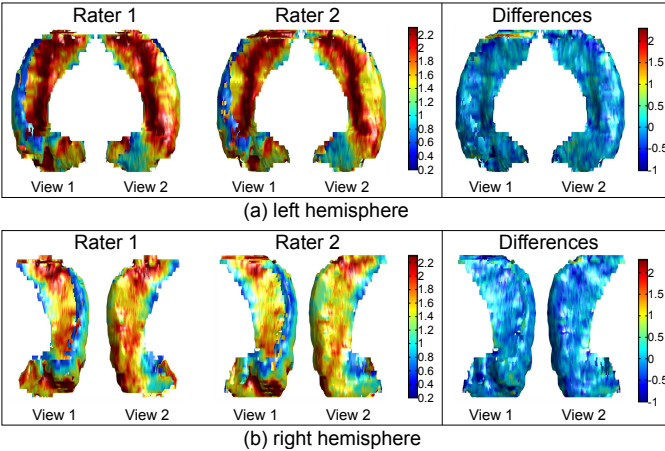 Rater 1
Rater 2
Differences
2.2
2
1.8
1.6
1.4
1.2
1
0.8
0.6
0.4
0.2
2
1.5
1
0.5
0
-0.5
-1
View 1
View 2
View 1
View 2
View 1
View 2
(a) left hemisphere
Rater 1
Rater 2
Differences
2.2
2
1.8
1.6
1.4
1.2
1
0.8
0.6
0.4
0.2
2
1.5
1
0.5
0
-0.5
-1
View 1
View 2
View 1
View 2
View 1
View 2
(b) right hemisphere